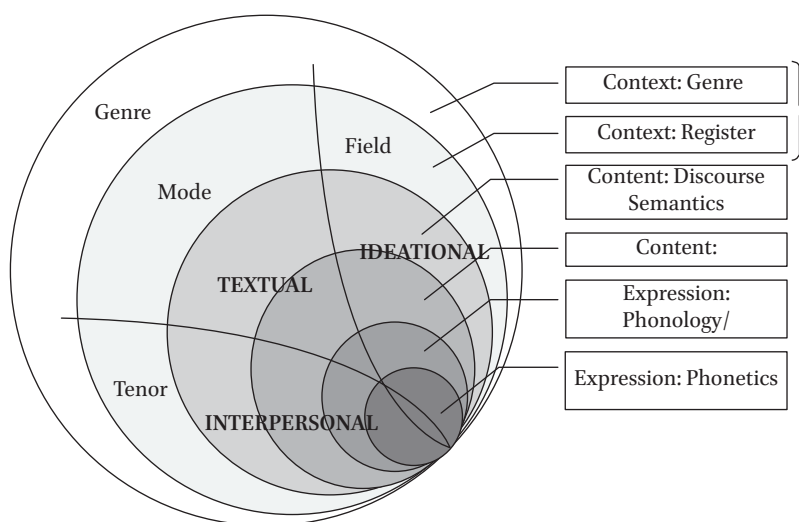 Genre
Field
Mode
IDEATIONAL
TEXTUAL
Tenor
INTERPERSONAL
Context: Genre
Context: Register
Content: Discourse
Semantics
Content:
Expression:
Phonology/
Expression: Phonetics